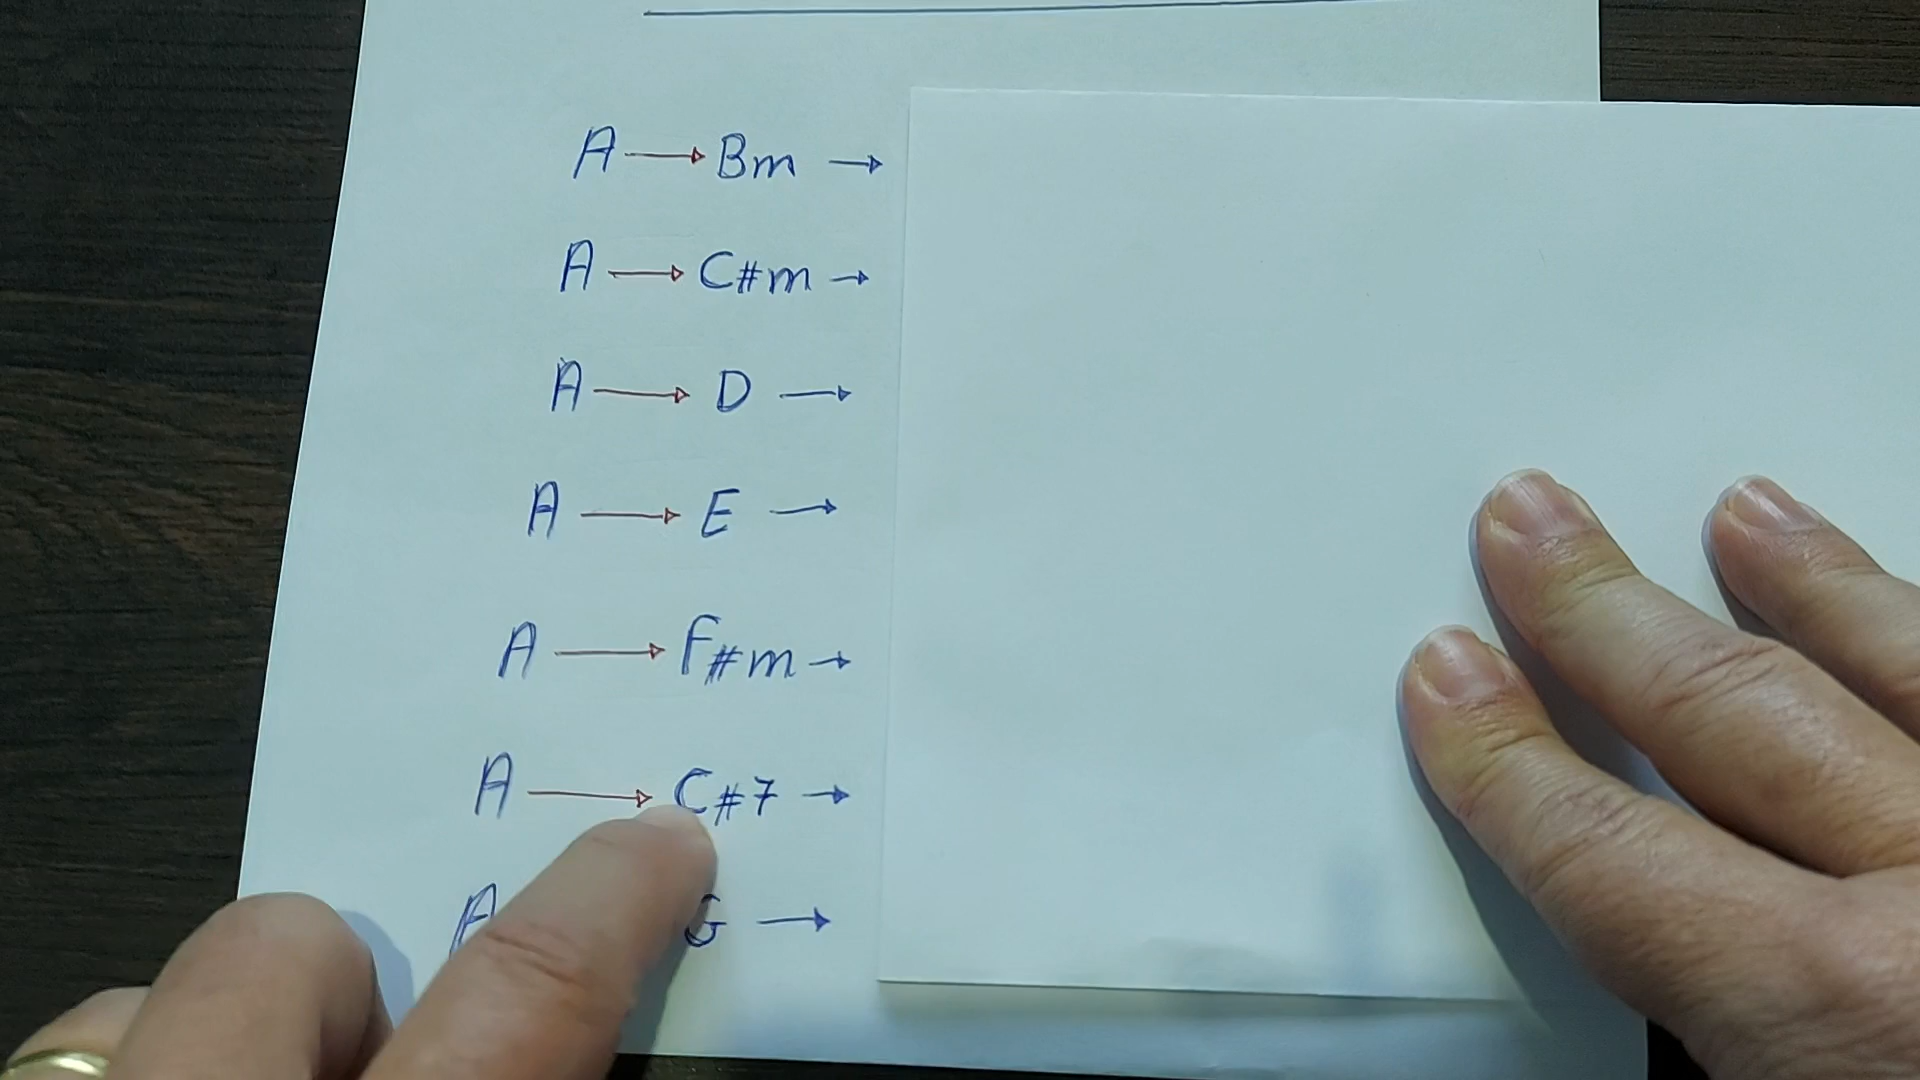 A → Bm →
A → C#m →
A → D →
A → E →
A → F#m →
A → C#7 →
A G →